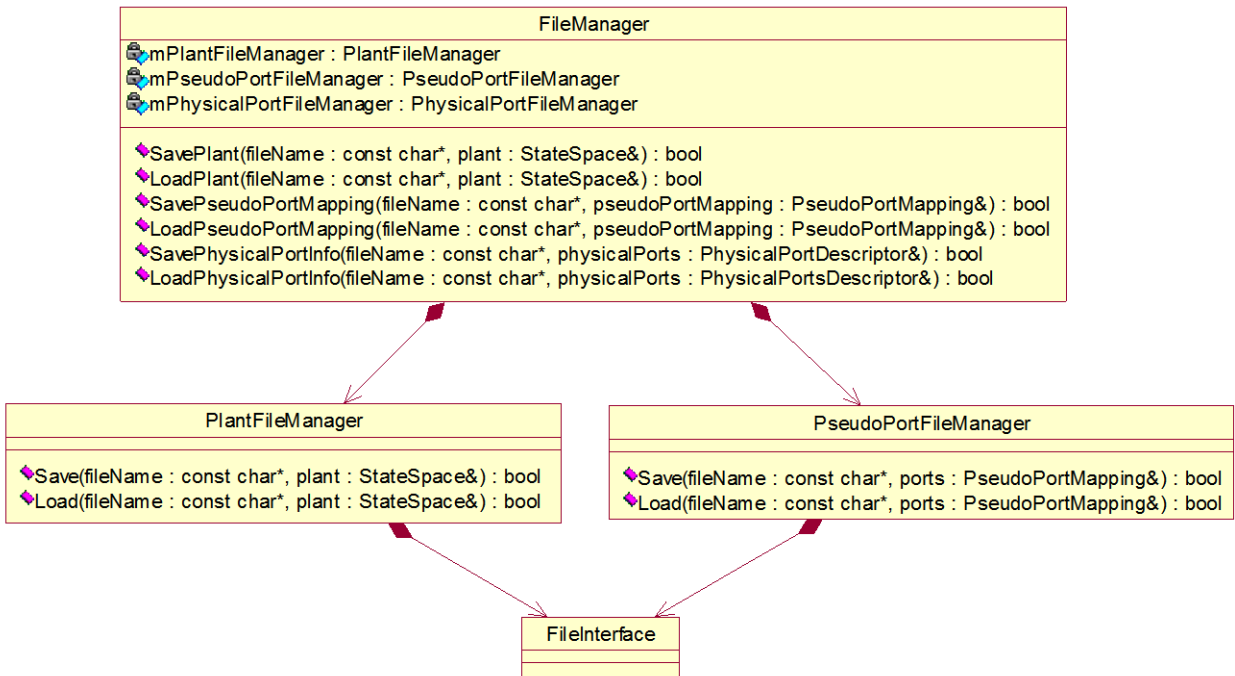 FileManager
mPlantFileManager : PlantFileManager
mPseudoPortFileManager : PseudoPortFileManager
mPhysicalPortFileManager : PhysicalPortFileManager
SavePlant(fileName : const char*, plant : StateSpace&) : bool
LoadPlant(fileName : const char*, plant : StateSpace&) : bool
SavePseudoPortMapping(fileName : const char*, pseudoPortMapping : PseudoPortMapping&) : bool
LoadPseudoPortMapping(fileName : const char*, pseudoPortMapping : PseudoPortMapping&) : bool
SavePhysicalPortInfo(fileName : const char*, physicalPorts : PhysicalPortDescriptor&) : bool
LoadPhysicalPortInfo(fileName : const char*, physicalPorts : PhysicalPortsDescriptor&) : bool
PlantFileManager
Save(fileName : const char*, plant : StateSpace&) : bool
Load(fileName : const char*, plant : StateSpace&) : bool
PseudoPortFileManager
Save(fileName : const char*, ports : PseudoPortMapping&) : bool
Load(fileName : const char*, ports : PseudoPortMapping&) : bool
FileInterface